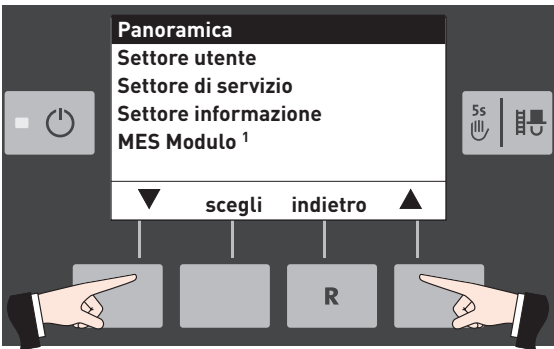 Panoramica
Settore utente
Settore di servizio
Settore informazione
MES Modulo ¹
5s
▼ scegli indietro ▲
R